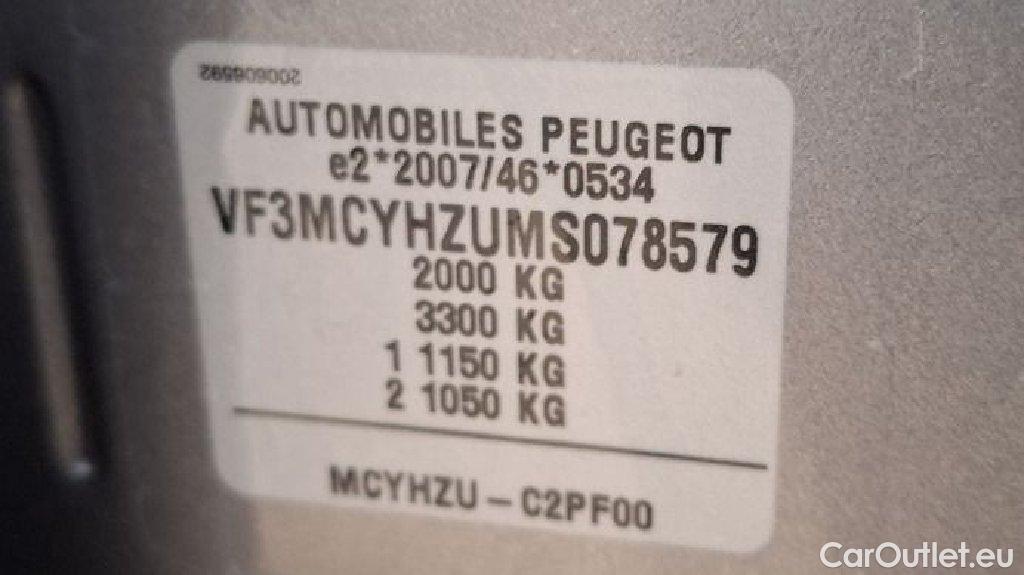 200606592
AUTOMOBILES PEUGEOT
e2*2007/46*0534
VF3MCYHZUMS078579
2000 KG
3300 KG
1 1150 KG
2 1050 KG
MCYHZU – C2PF00
CarOutlet.eu